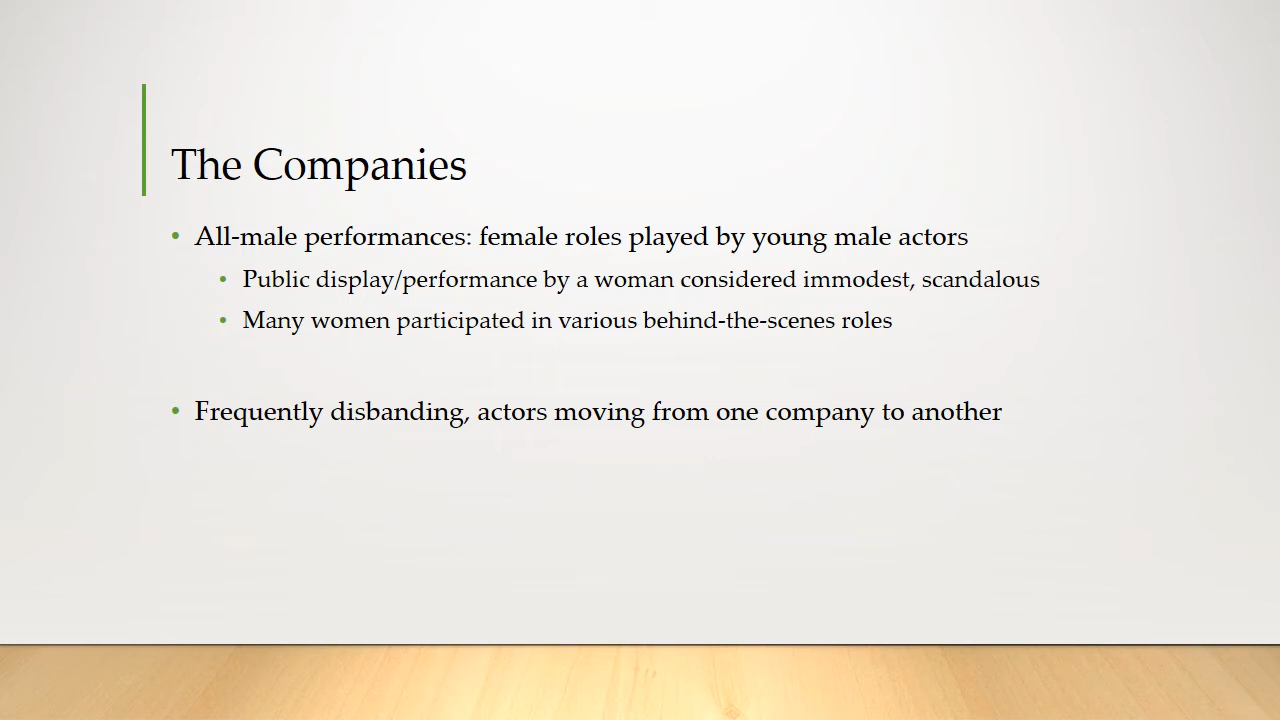 The Companies
• All-male performances: female roles played by young male actors
• Public display/performance by a woman considered immodest, scandalous
• Many women participated in various behind-the-scenes roles
• Frequently disbanding, actors moving from one company to another